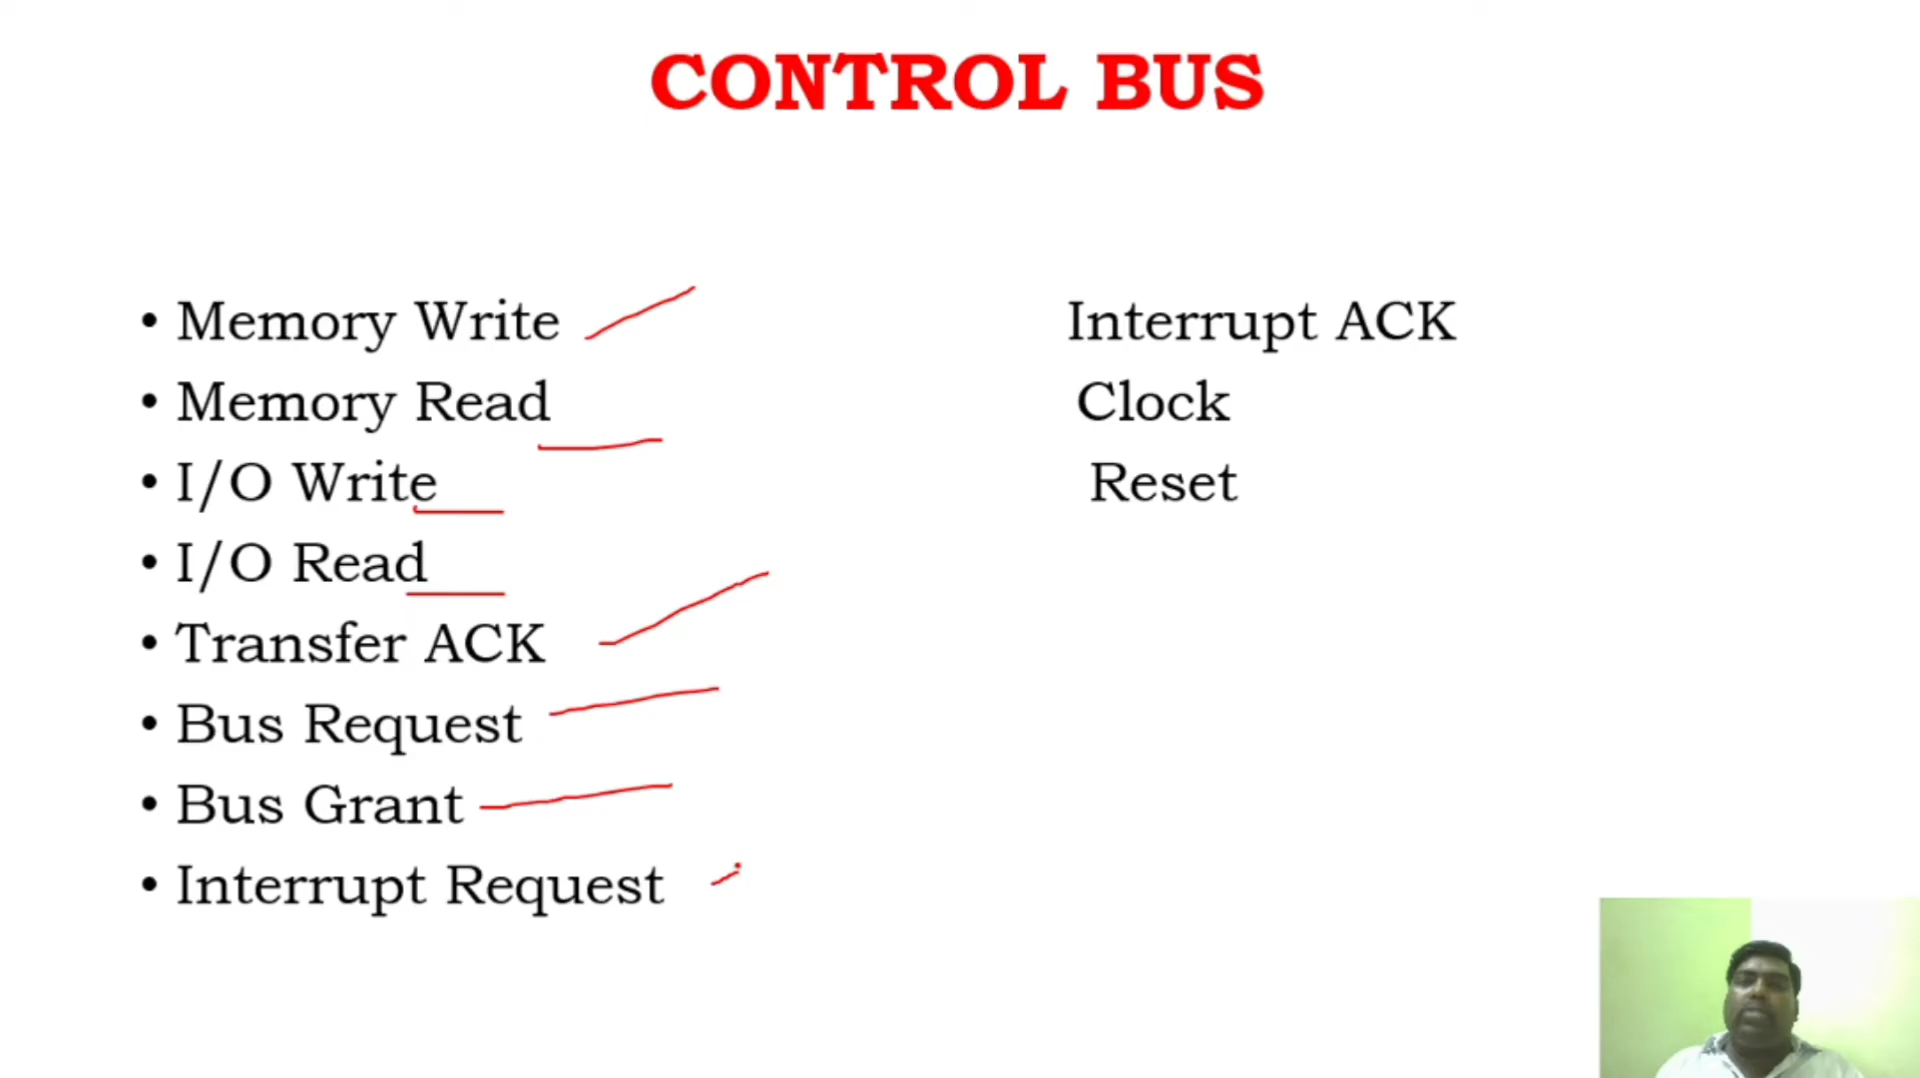 CONTROL BUS
• Memory Write
• Memory Read
• I/O Write
• I/O Read
• Transfer ACK
• Bus Request
• Bus Grant
• Interrupt Request
Interrupt ACK
Clock
Reset